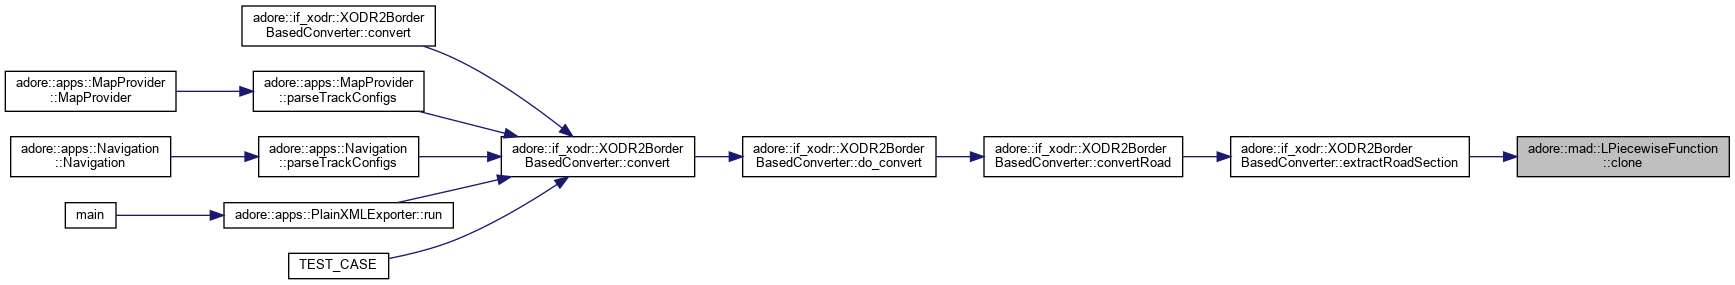 adore::if_xodr::XODR2Border
BasedConverter::convert
adore::apps::MapProvider
::MapProvider
adore::apps::MapProvider
::parseTrackConfigs
adore::apps::Navigation
::Navigation
adore::apps::Navigation
::parseTrackConfigs
adore::if_xodr::XODR2Border
BasedConverter::convert
adore::if_xodr::XODR2Border
BasedConverter::do_convert
adore::if_xodr::XODR2Border
BasedConverter::convertRoad
adore::if_xodr::XODR2Border
BasedConverter::extractRoadSection
adore::mad::LPiecewiseFunction
::clone
main
adore::apps::PlainXMLExporter::run
TEST_CASE